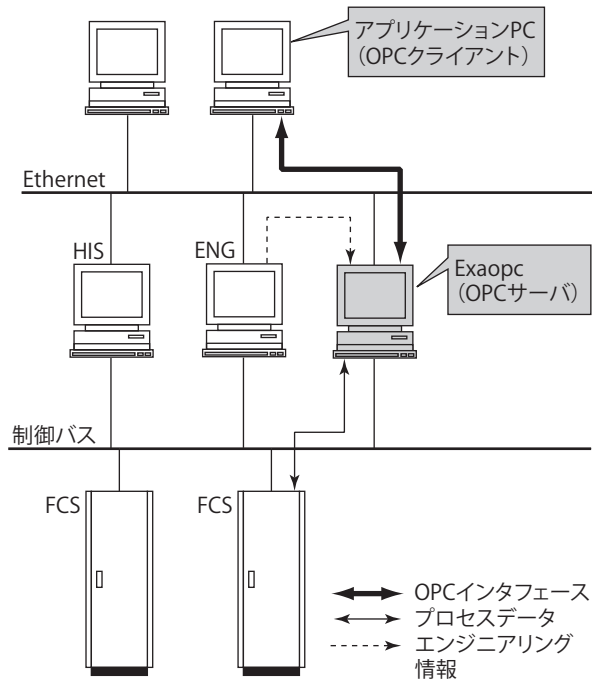 アプリケーションPC
（OPCクライアント）
Ethernet
HIS
ENG
Exaopc
（OPCサーバ）
制御バス
FCS
FCS
OPCインタフェース
プロセスデータ
エンジニアリング
情報